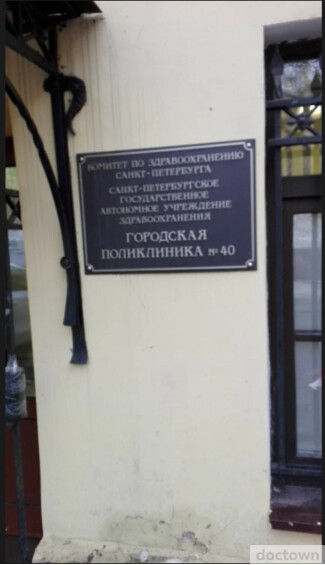 КОМИТЕТ ПО ЗДРАВООХРАНЕНИЮ
САНКТ-ПЕТЕРБУРГА
САНКТ-ПЕТЕРБУРГСКОЕ
ГОСУДАРСТВЕННОЕ
АВТОНОМНОЕ УЧРЕЖДЕНИЕ
ЗДРАВООХРАНЕНИЯ
ГОРОДСКАЯ
ПОЛИКЛИНИКА № 40
doctown